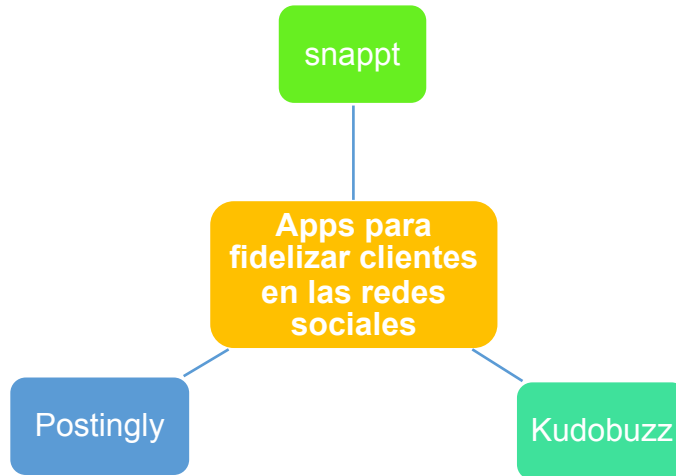 snappt
Apps para
fidelizar clientes
en las redes
sociales
Postingly
Kudobuzz